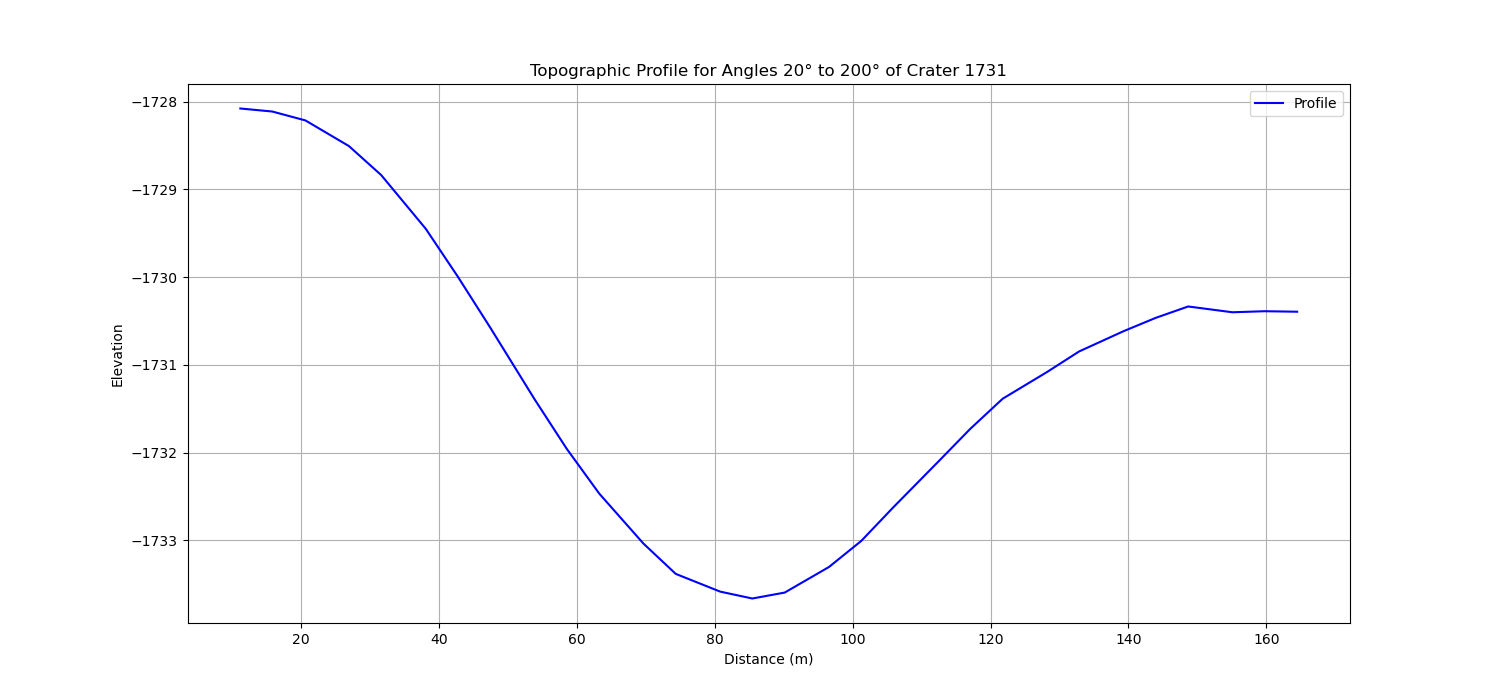 Topographic Profile for Angles 20° to 200° of Crater 1731
Profile
−1728
−1729
−1730
−1731
−1732
−1733
Elevation
20 40 60 80 100 120 140 160
Distance (m)